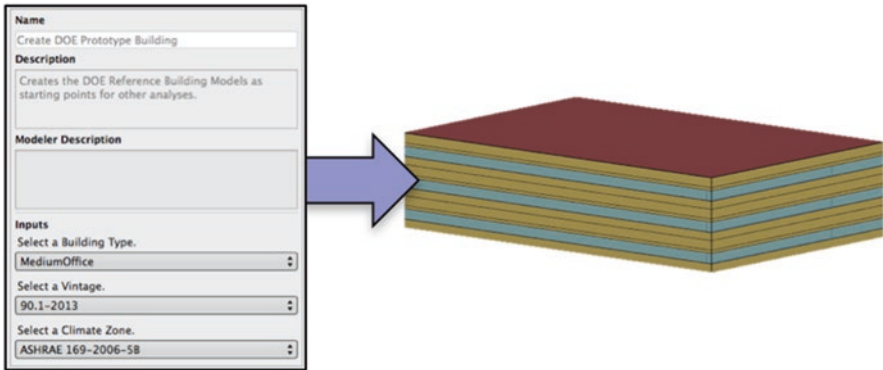 Name
Create DOE Prototype Building
Description
Creates the DOE Reference Building Models as
starting points for other analyses.
Modeler Description
Inputs
Select a Building Type.
MediumOffice
Select a Vintage.
90.1-2013
Select a Climate Zone.
ASHRAE 169-2006-5B